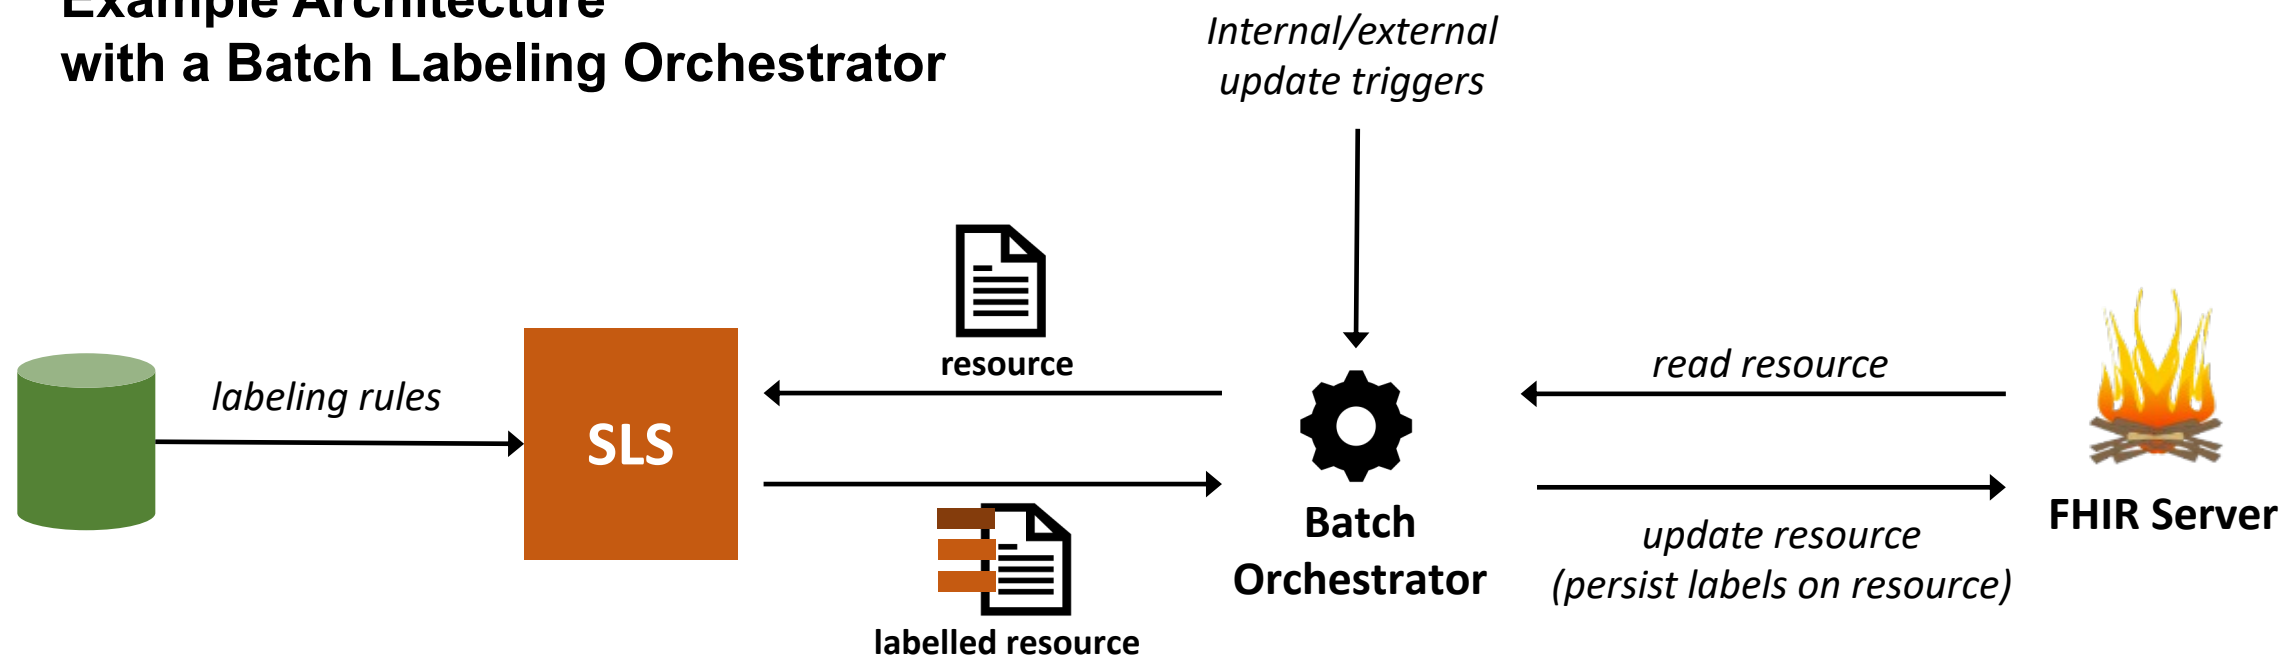 Example Architecture
with a Batch Labeling Orchestrator
Internal/external
update triggers
resource
labeling rules
read resource
SLS
Batch
Orchestrator
FHIR Server
update resource
(persist labels on resource)
labelled resource